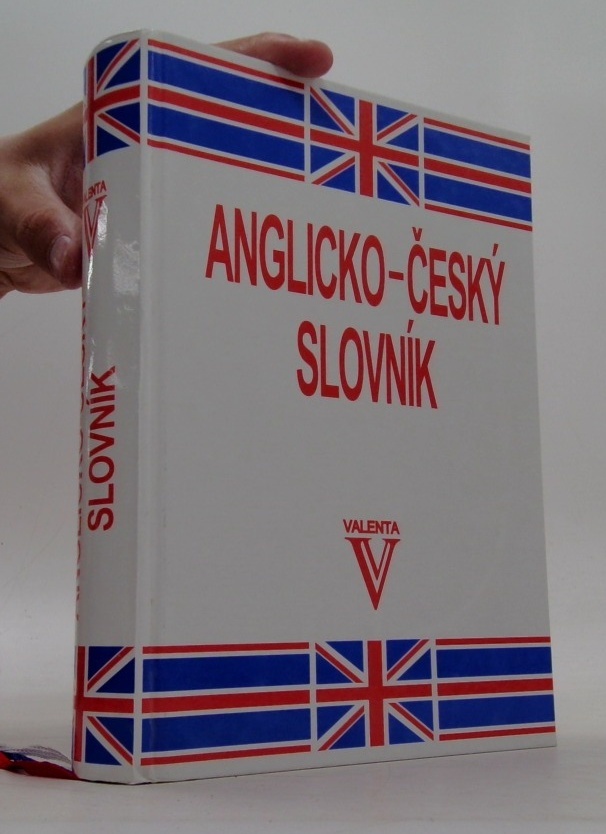 ANGLICKO-ČESKÝ
SLOVNÍK
VALENTA
V
VALENTA
V
SLOVNÍK